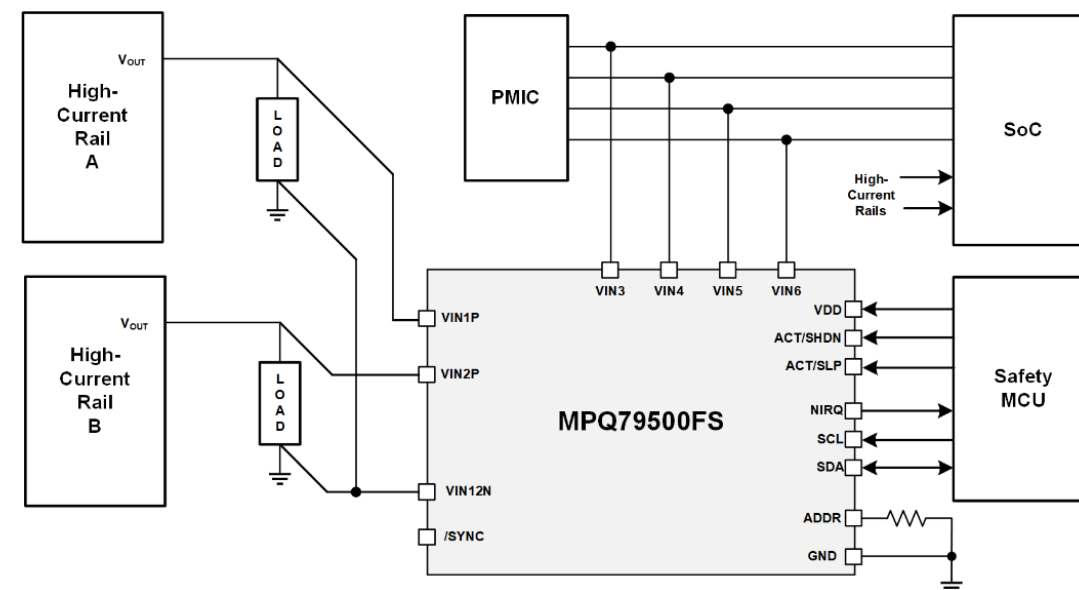 High-
Current
Rail
A
VOUT
L
O
A
D
High-
Current
Rail
B
VOUT
L
O
A
D
PMIC
SoC
High-
Current
Rails
VIN3 VIN4 VIN5 VIN6
VIN1P
VIN2P
VIN12N
/SYNC
MPQ79500FS
VDD
ACT/SHDN
ACT/SLP
NIRQ
SCL
SDA
ADDR
GND
Safety
MCU